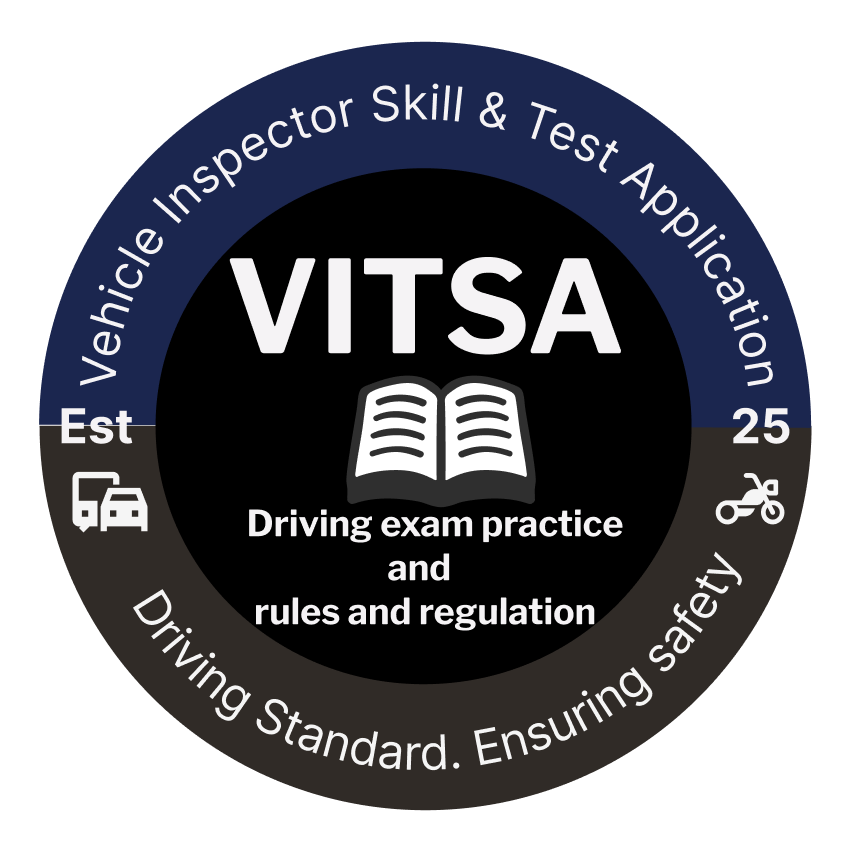 Vehicle Inspector Skill & Test Application
VITSA
Est
25
Driving exam practice
and
rules and regulation
Driving Standard. Ensuring safety